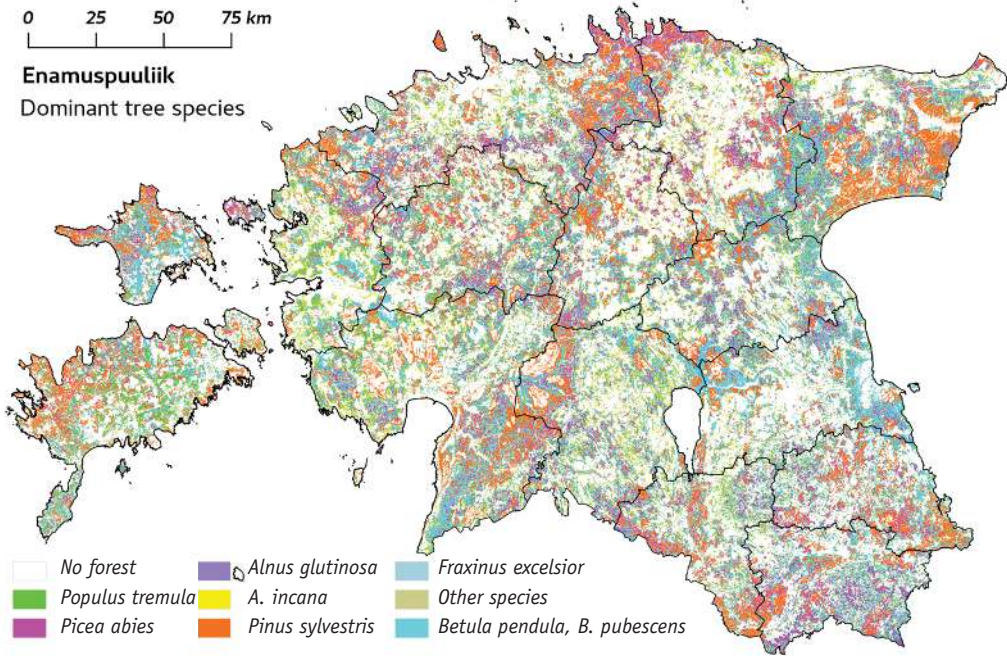 0 25 50 75 km
Enamuspuuliik
Dominant tree species
No forest
Populus tremula
Picea abies
Alnus glutinosa
A. incana
Pinus sylvestris
Fraxinus excelsior
Other species
Betula pendula, B. pubescens